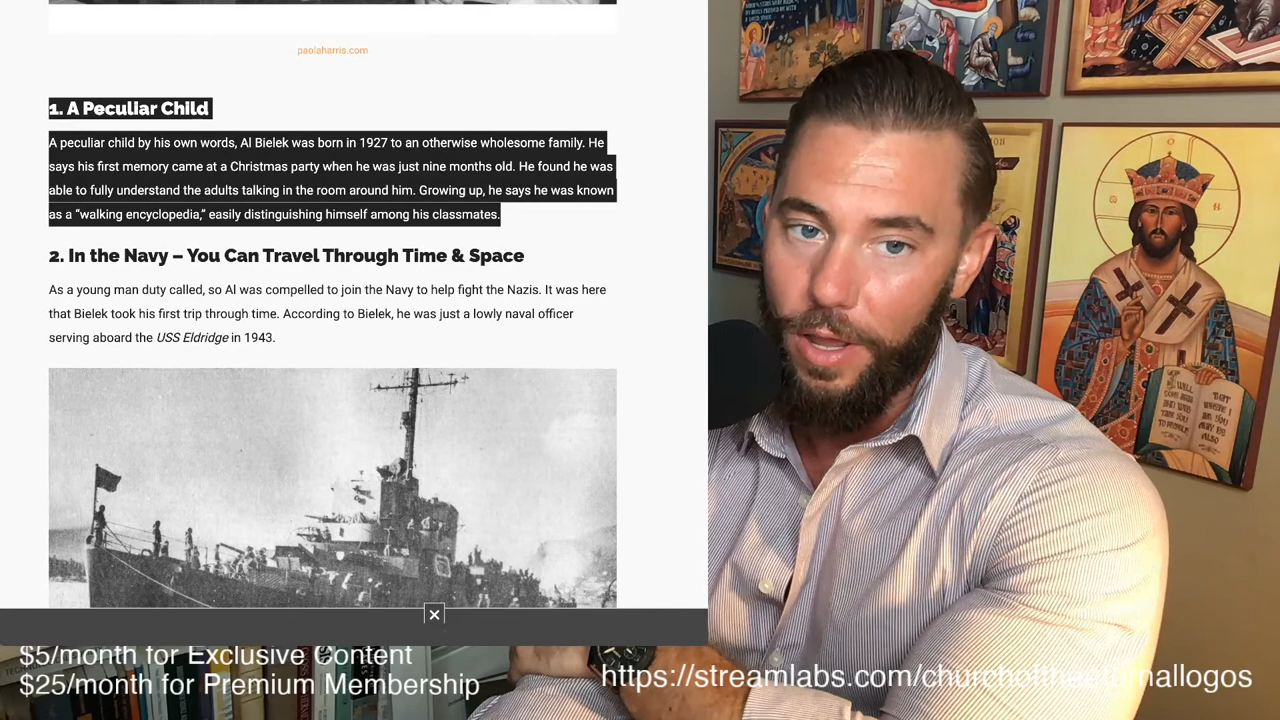 paolaharris.com
1. A Peculiar Child
A peculiar child by his own words, Al Bielek was born in 1927 to an otherwise wholesome family. He
says his first memory came at a Christmas party when he was just nine months old. He found he was
able to fully understand the adults talking in the room around him. Growing up, he says he was known
as a “walking encyclopedia,” easily distinguishing himself among his classmates.
2. In the Navy – You Can Travel Through Time & Space
As a young man duty called, so Al was compelled to join the Navy to help fight the Nazis. It was here
that Bielek took his first trip through time. According to Bielek, he was just a lowly naval officer
serving aboard the USS Eldridge in 1943.
$5/month for Exclusive Content
$25/month for Premium Membership
https://streamlabs.com/churchoftheeternallogos